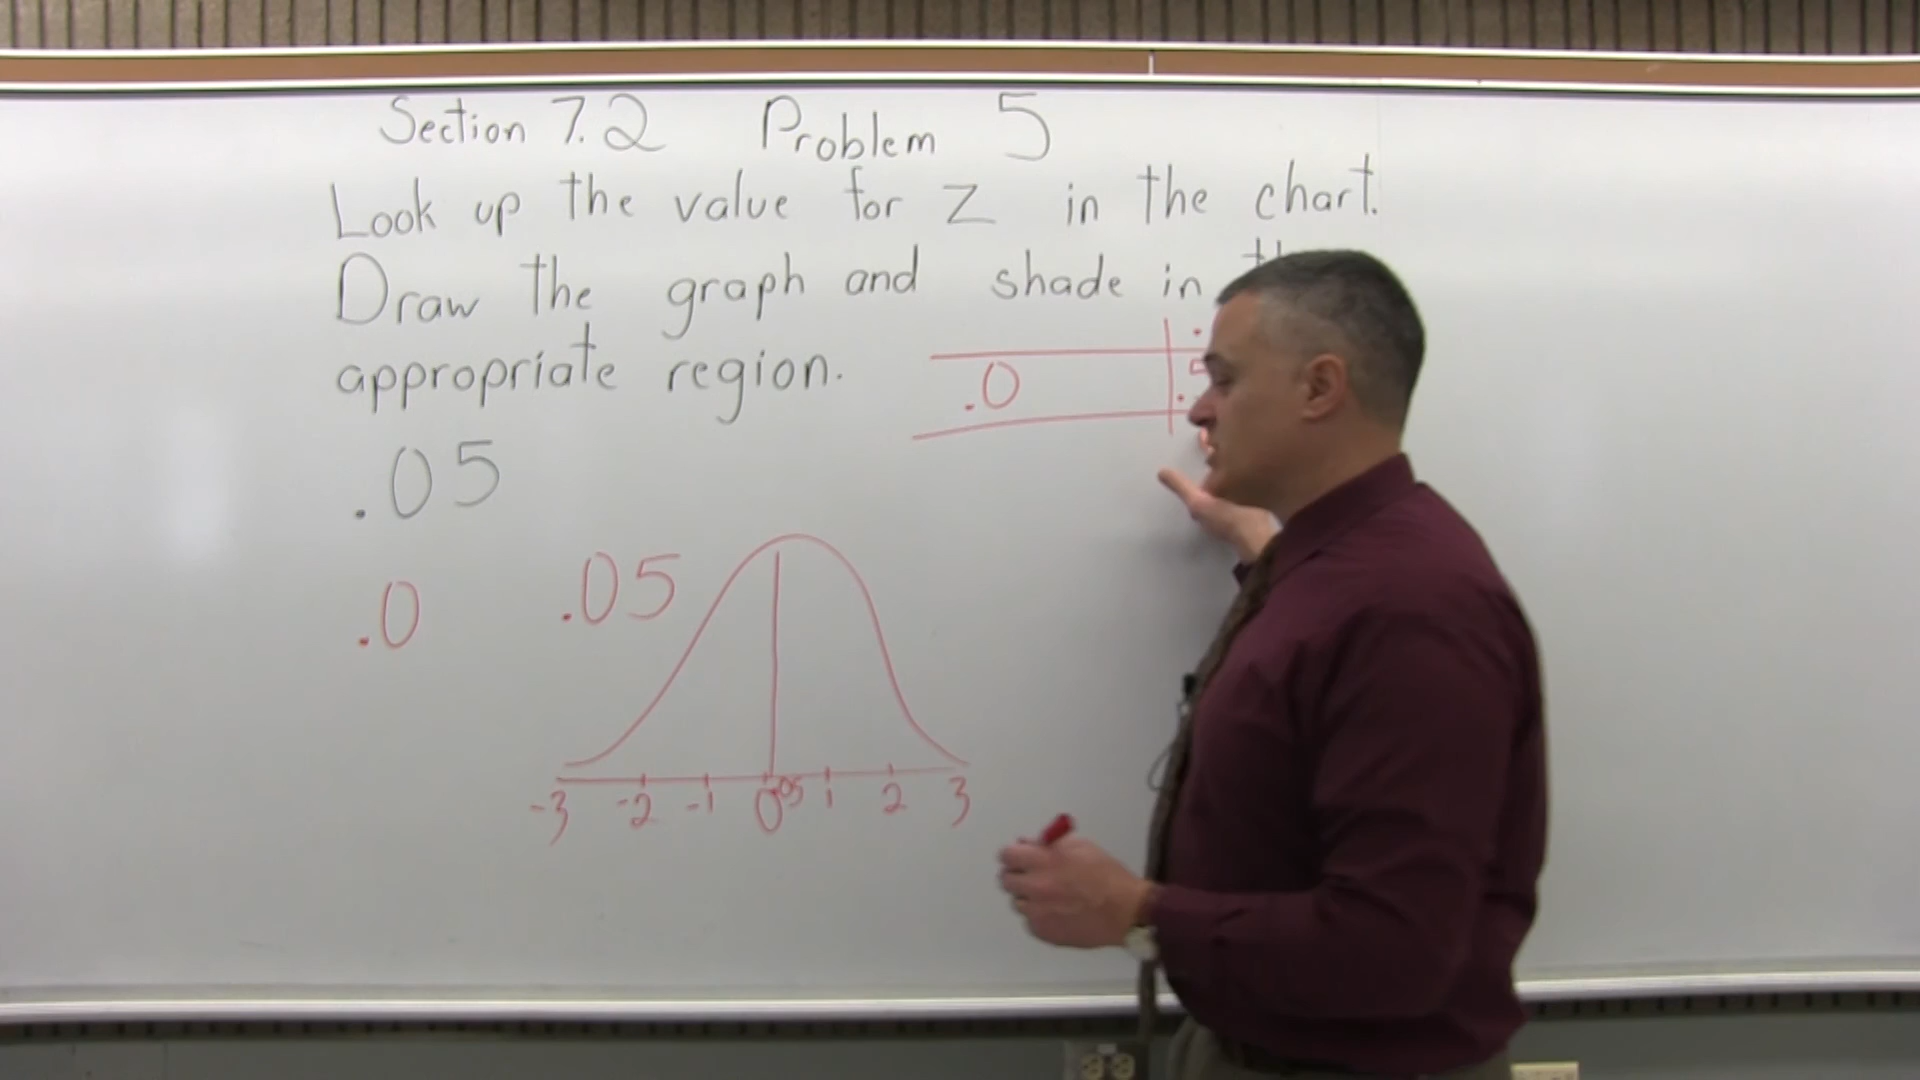 Section 7.2 Problem 5
Look up the value for Z in the chart.
Draw the graph and shade in
appropriate region.
.0
.05
.05
.0
-3 -2 -1 0 .05 1 2 3